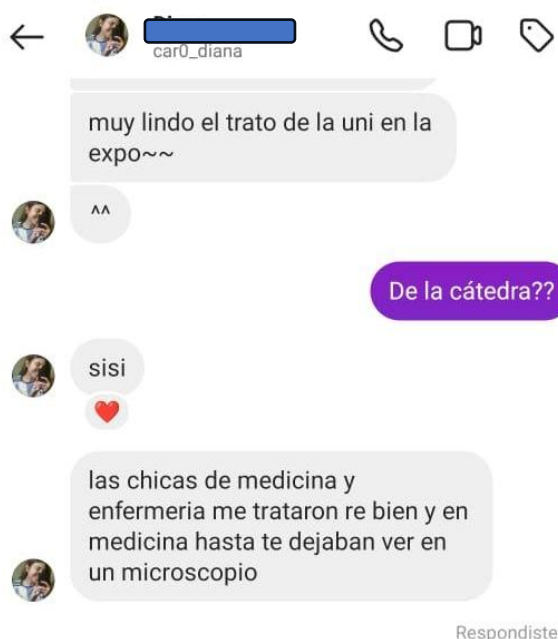 car0_diana
muy lindo el trato de la uni en la
expo~~
^^
De la cátedra??
sisi
❤️
las chicas de medicina y
enfermeria me trataron re bien y en
medicina hasta te dejaban ver en
un microscopio
Respondiste